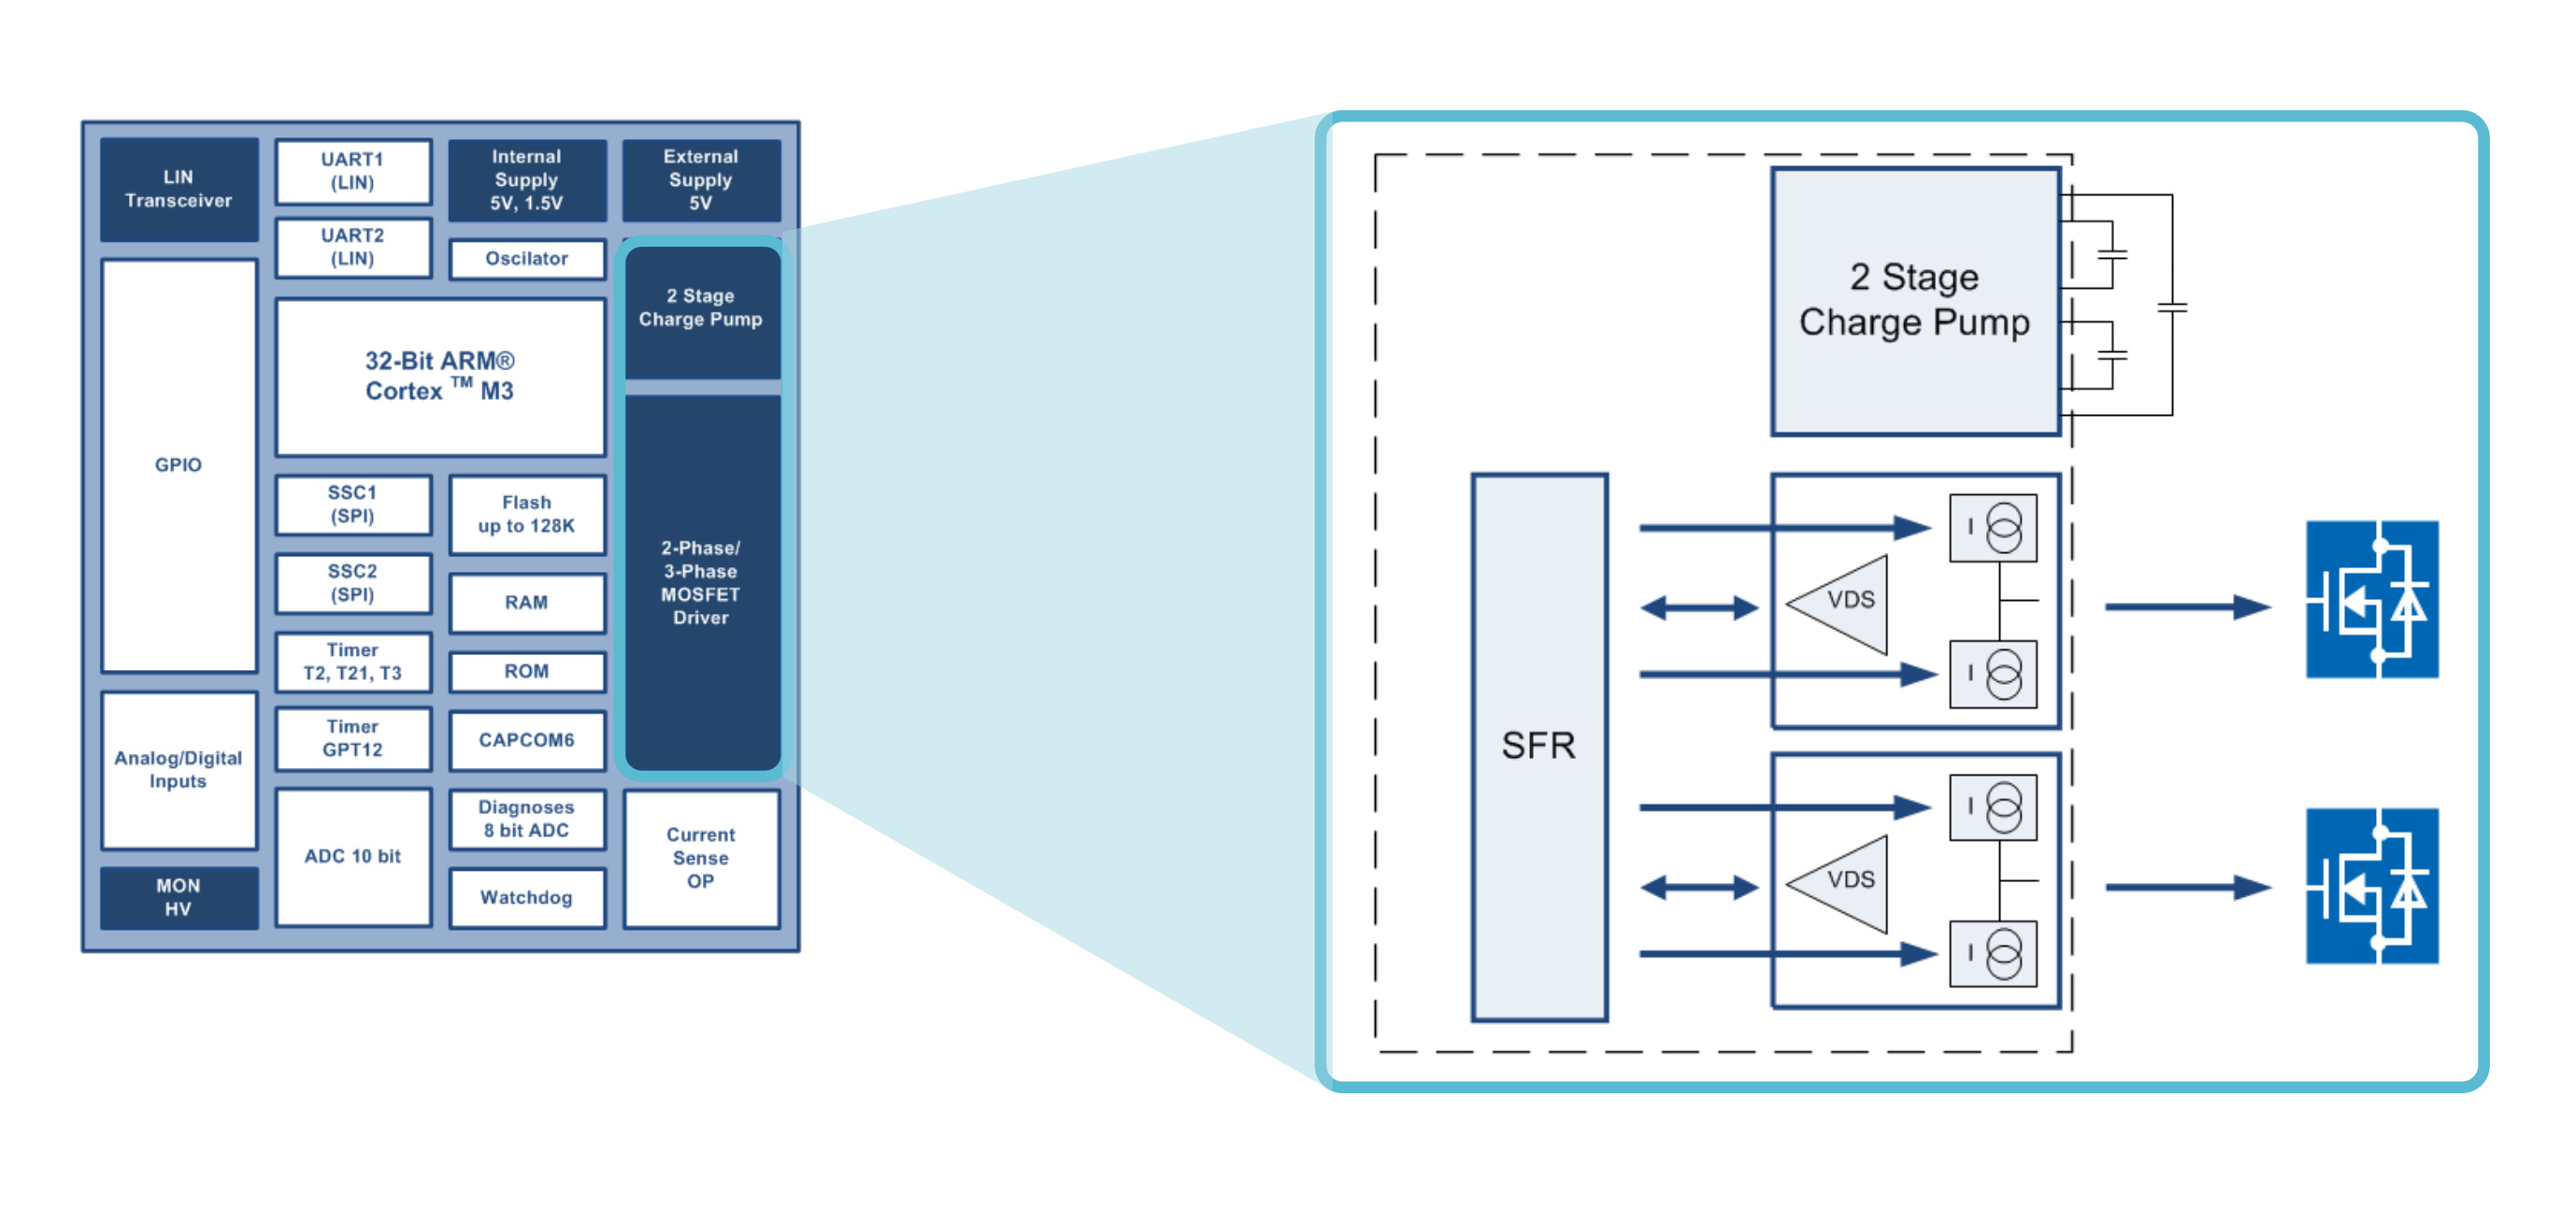 LIN
Transceiver
GPIO
Analog/Digital
Inputs
MON
HV
UART1
(LIN)
UART2
(LIN)
32-Bit ARM®
Cortex ™ M3
SSC1
(SPI)
SSC2
(SPI)
Timer
T2, T21, T3
Timer
GPT12
ADC 10 bit
Internal
Supply
5V, 1.5V
Oscilator
Flash
up to 128K
RAM
ROM
CAPCOM6
Diagnoses
8 bit ADC
Watchdog
External
Supply
5V
2 Stage
Charge Pump
2-Phase/
3-Phase
MOSFET
Driver
Current
Sense
OP
2 Stage
Charge Pump
SFR
I
VDS
I
I
VDS
I